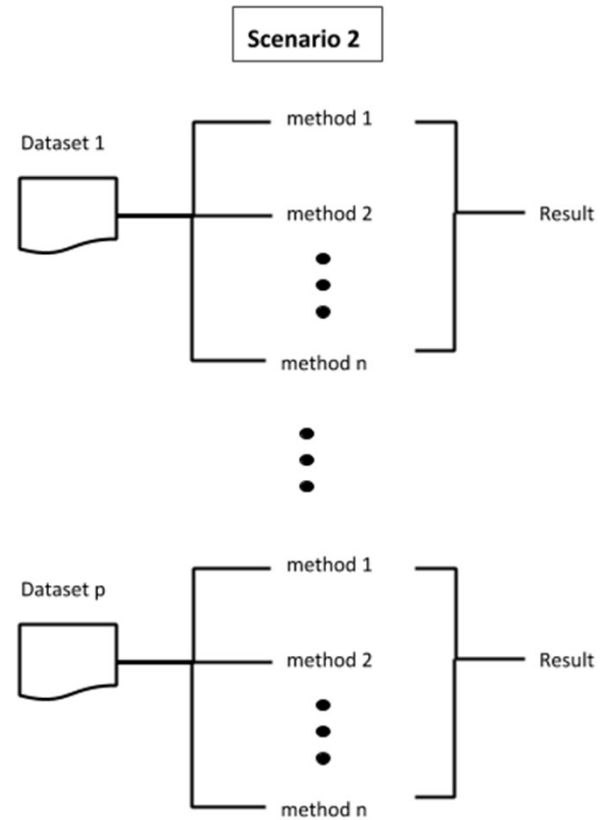 Scenario 2
Dataset 1
method 1
method 2
method n
Result
Dataset p
method 1
method 2
method n
Result